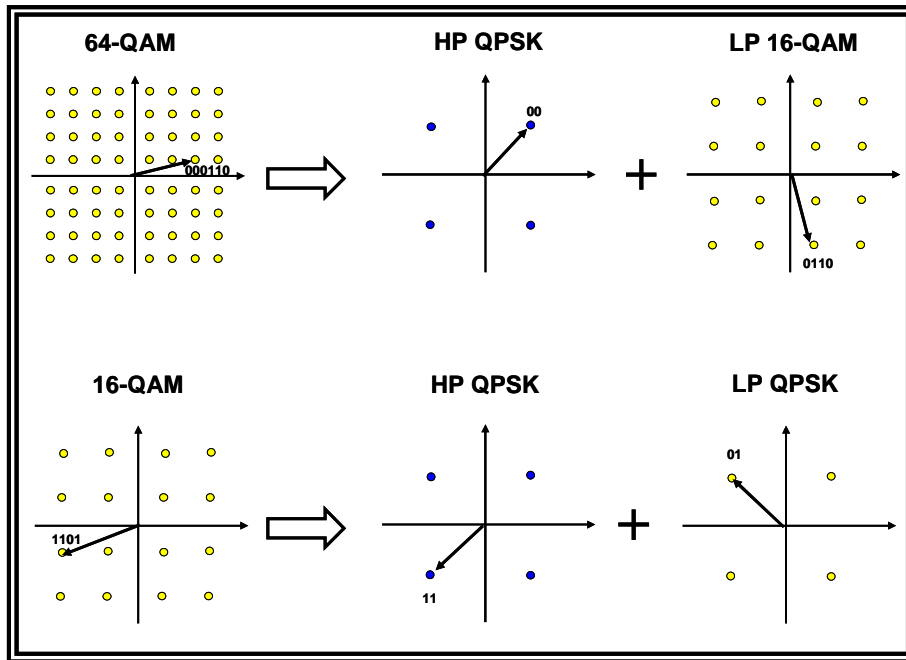 64-QAM
HP QPSK
LP 16-QAM
00
000110
+
0110
16-QAM
HP QPSK
LP QPSK
01
1101
+
11